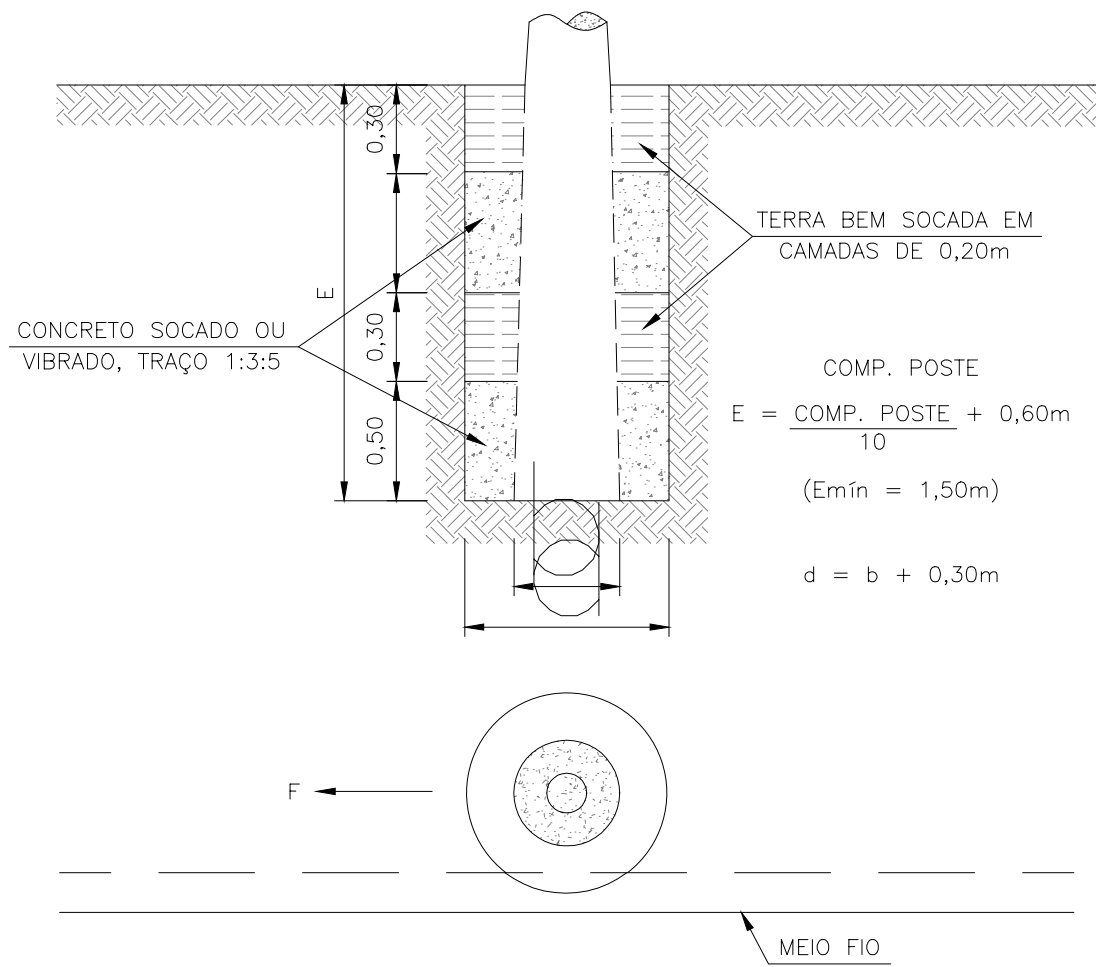 0,30
E
0,30
0,50
CONCRETO SOCADO OU
VIBRADO, TRAÇO 1:3:5
TERRA BEM SOCADA EM
CAMADAS DE 0,20m
COMP. POSTE
E = COMP. POSTE + 0,60m
10
(Emín = 1,50m)
d = b + 0,30m
F
MEIO FIO